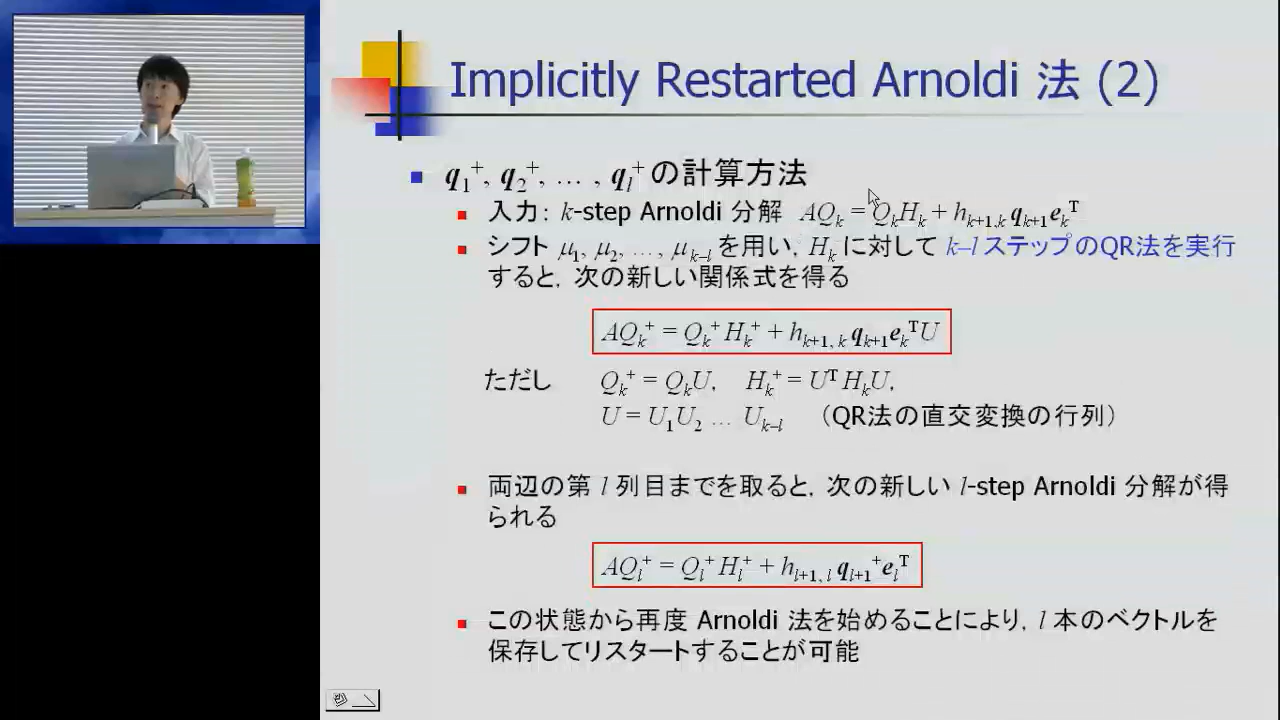 Implicitly Restarted Arnoldi 法 (2)
q₁⁺, q₂⁺, … , qₗ⁺ の計算方法
入力: k-step Arnoldi 分解 AQₖ = QₖHₖ + hₖ₊₁,ₖ qₖ₊₁eₖᵀ
シフト μ₁, μ₂, …, μₖ₋ₗ を用い, Hₖ に対して k–l ステップのQR法を実行
すると, 次の新しい関係式を得る
AQₖ⁺ = Qₖ⁺ Hₖ⁺ + hₖ₊₁, ₖ qₖ₊₁eₖᵀU
ただし Qₖ⁺ = QₖU, Hₖ⁺ = Uᵀ HₖU,
U = U₁U₂ … Uₖ₋ₗ （QR法の直交変換の行列）
両辺の第 l 列目までを取ると, 次の新しい l-step Arnoldi 分解が得
られる
AQₗ⁺ = Qₗ⁺ Hₗ⁺ + hₗ₊₁, ₗ qₗ₊₁⁺eₗᵀ
この状態から再度 Arnoldi 法を始めることにより, l 本のベクトルを
保存してリスタートすることが可能